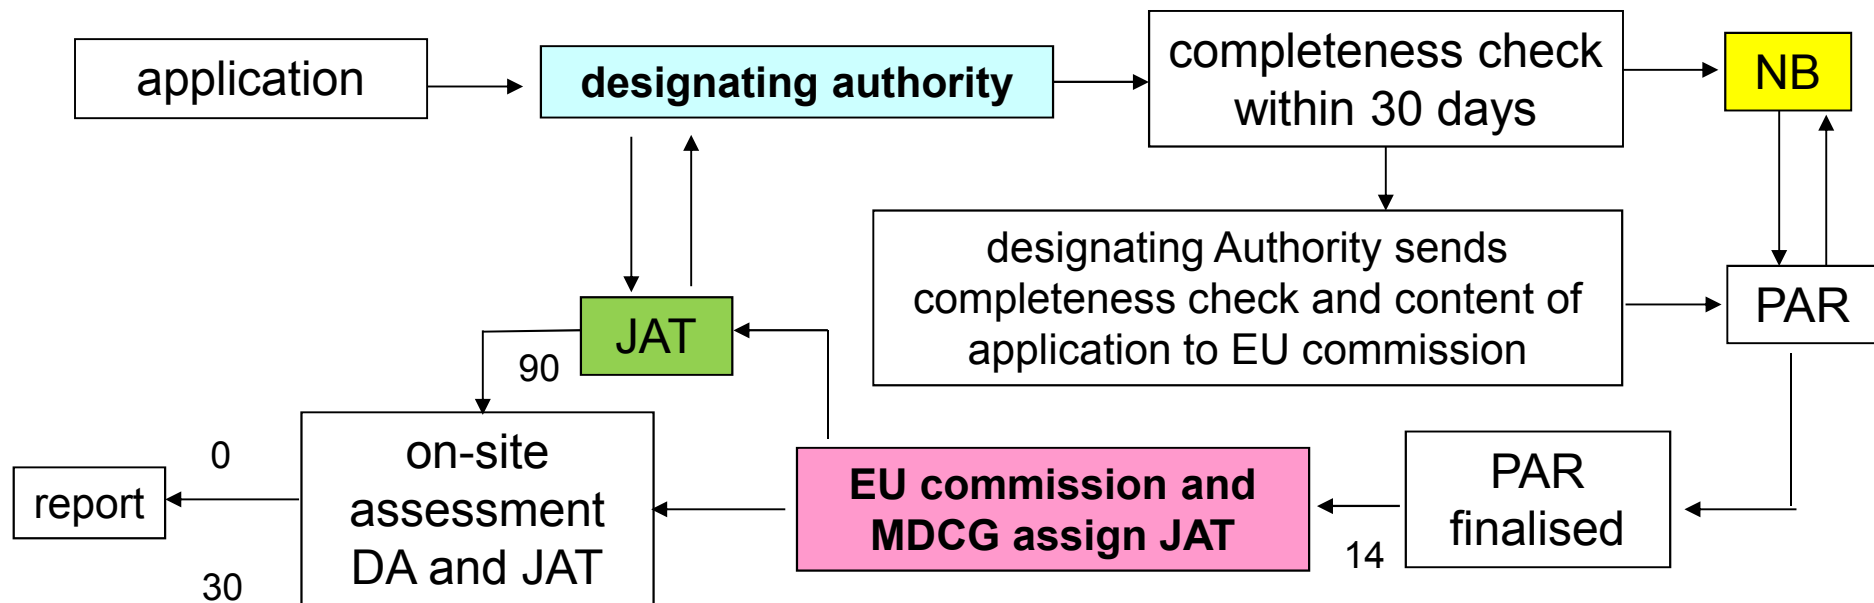 application
designating authority
completeness check
within 30 days
NB
designating Authority sends
completeness check and content of
application to EU commission
PAR
JAT
90
on-site
assessment
DA and JAT
0
report
30
EU commission and
MDCG assign JAT
14
PAR
finalised